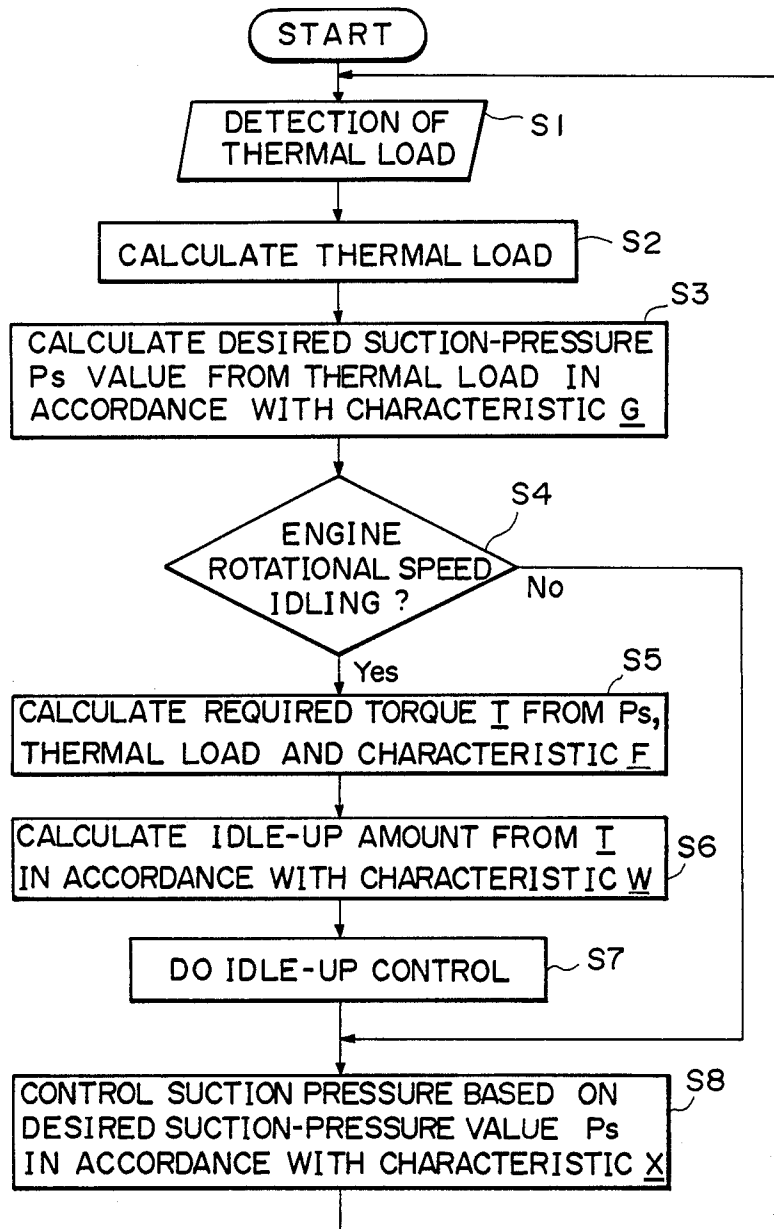 START
DETECTION OF
THERMAL LOAD
S1
CALCULATE THERMAL LOAD
S2
S3
CALCULATE DESIRED SUCTION-PRESSURE
Ps VALUE FROM THERMAL LOAD IN
ACCORDANCE WITH CHARACTERISTIC G
S4
ENGINE
ROTATIONAL SPEED
IDLING ?
No
Yes
S5
CALCULATE REQUIRED TORQUE T FROM Ps,
THERMAL LOAD AND CHARACTERISTIC F
CALCULATE IDLE-UP AMOUNT FROM T
IN ACCORDANCE WITH CHARACTERISTIC W
S6
DO IDLE-UP CONTROL
S7
CONTROL SUCTION PRESSURE BASED ON
DESIRED SUCTION-PRESSURE VALUE Ps
IN ACCORDANCE WITH CHARACTERISTIC X
S8